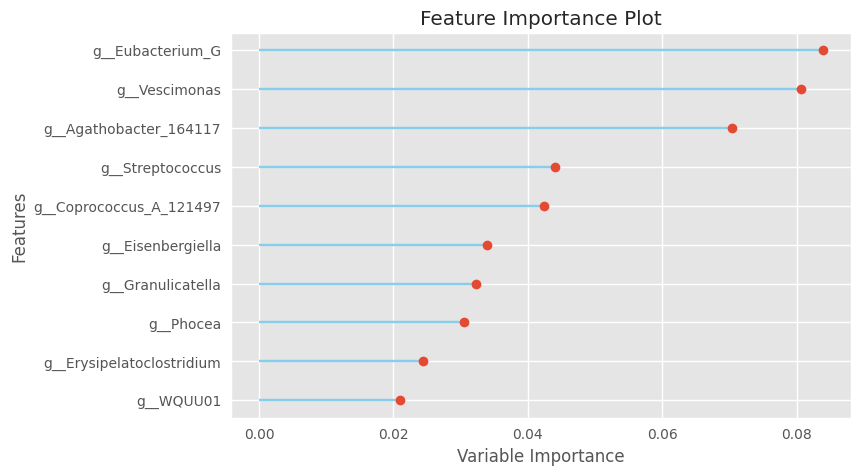 Feature Importance Plot
Features
g__Eubacterium_G
g__Vescimonas
g__Agathobacter_164117
g__Streptococcus
g__Coprococcus_A_121497
g__Eisenbergiella
g__Granulicatella
g__Phocea
g__Erysipelatoclostridium
g__WQUU01
0.00 0.02 0.04 0.06 0.08
Variable Importance